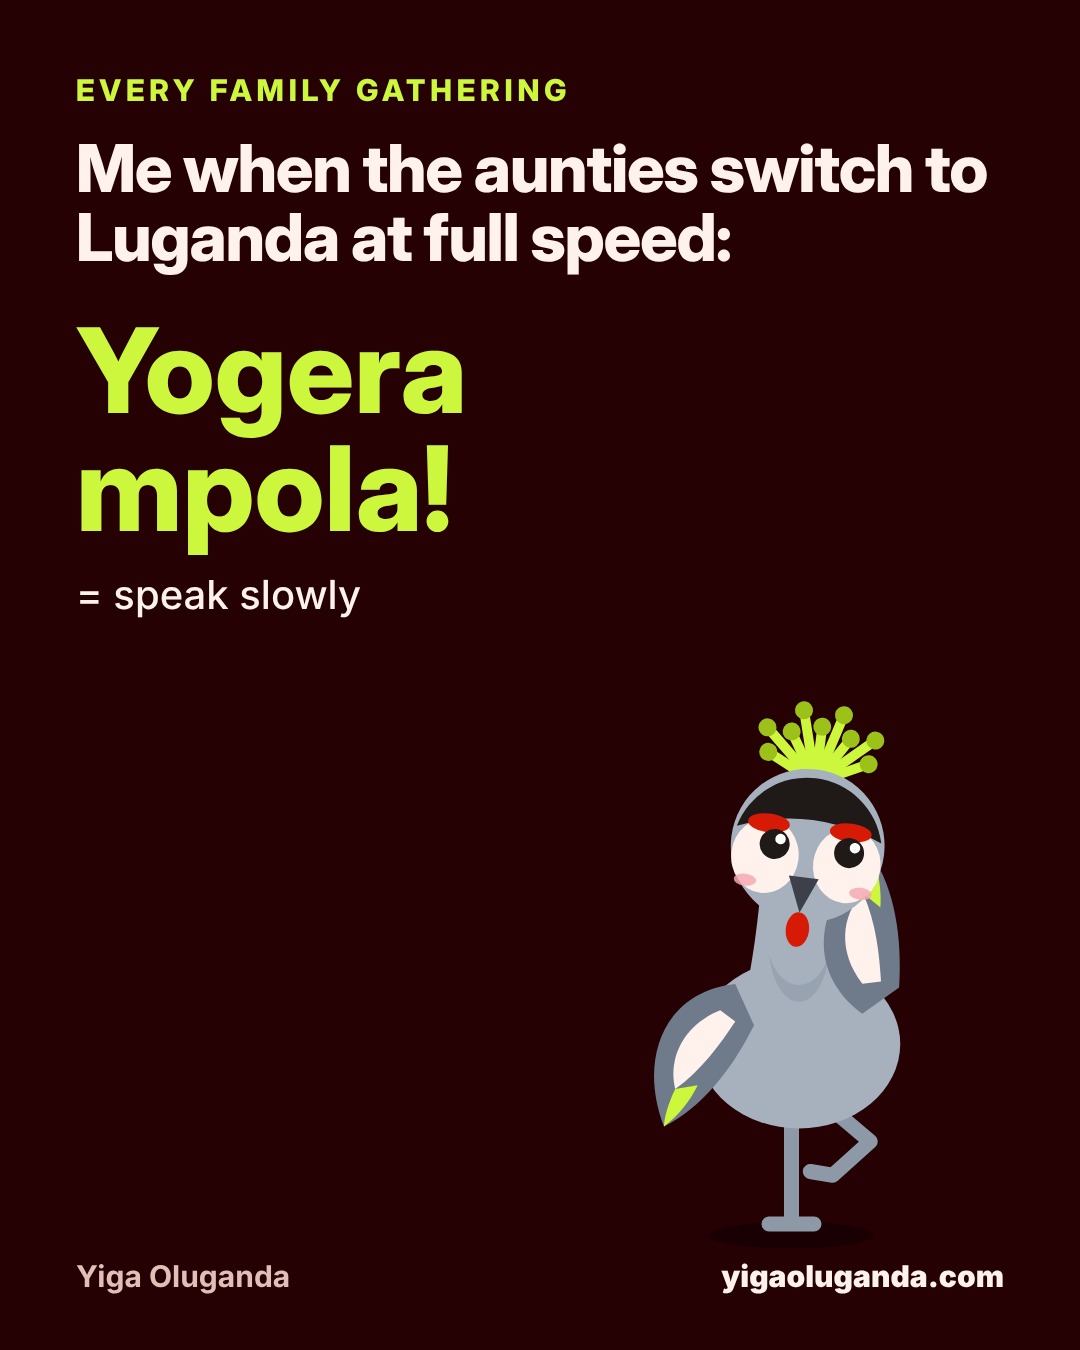 EVERY FAMILY GATHERING
Me when the aunties switch to
Luganda at full speed:
Yogera
mpola!
= speak slowly
Yiga Oluganda
yigaoluganda.com